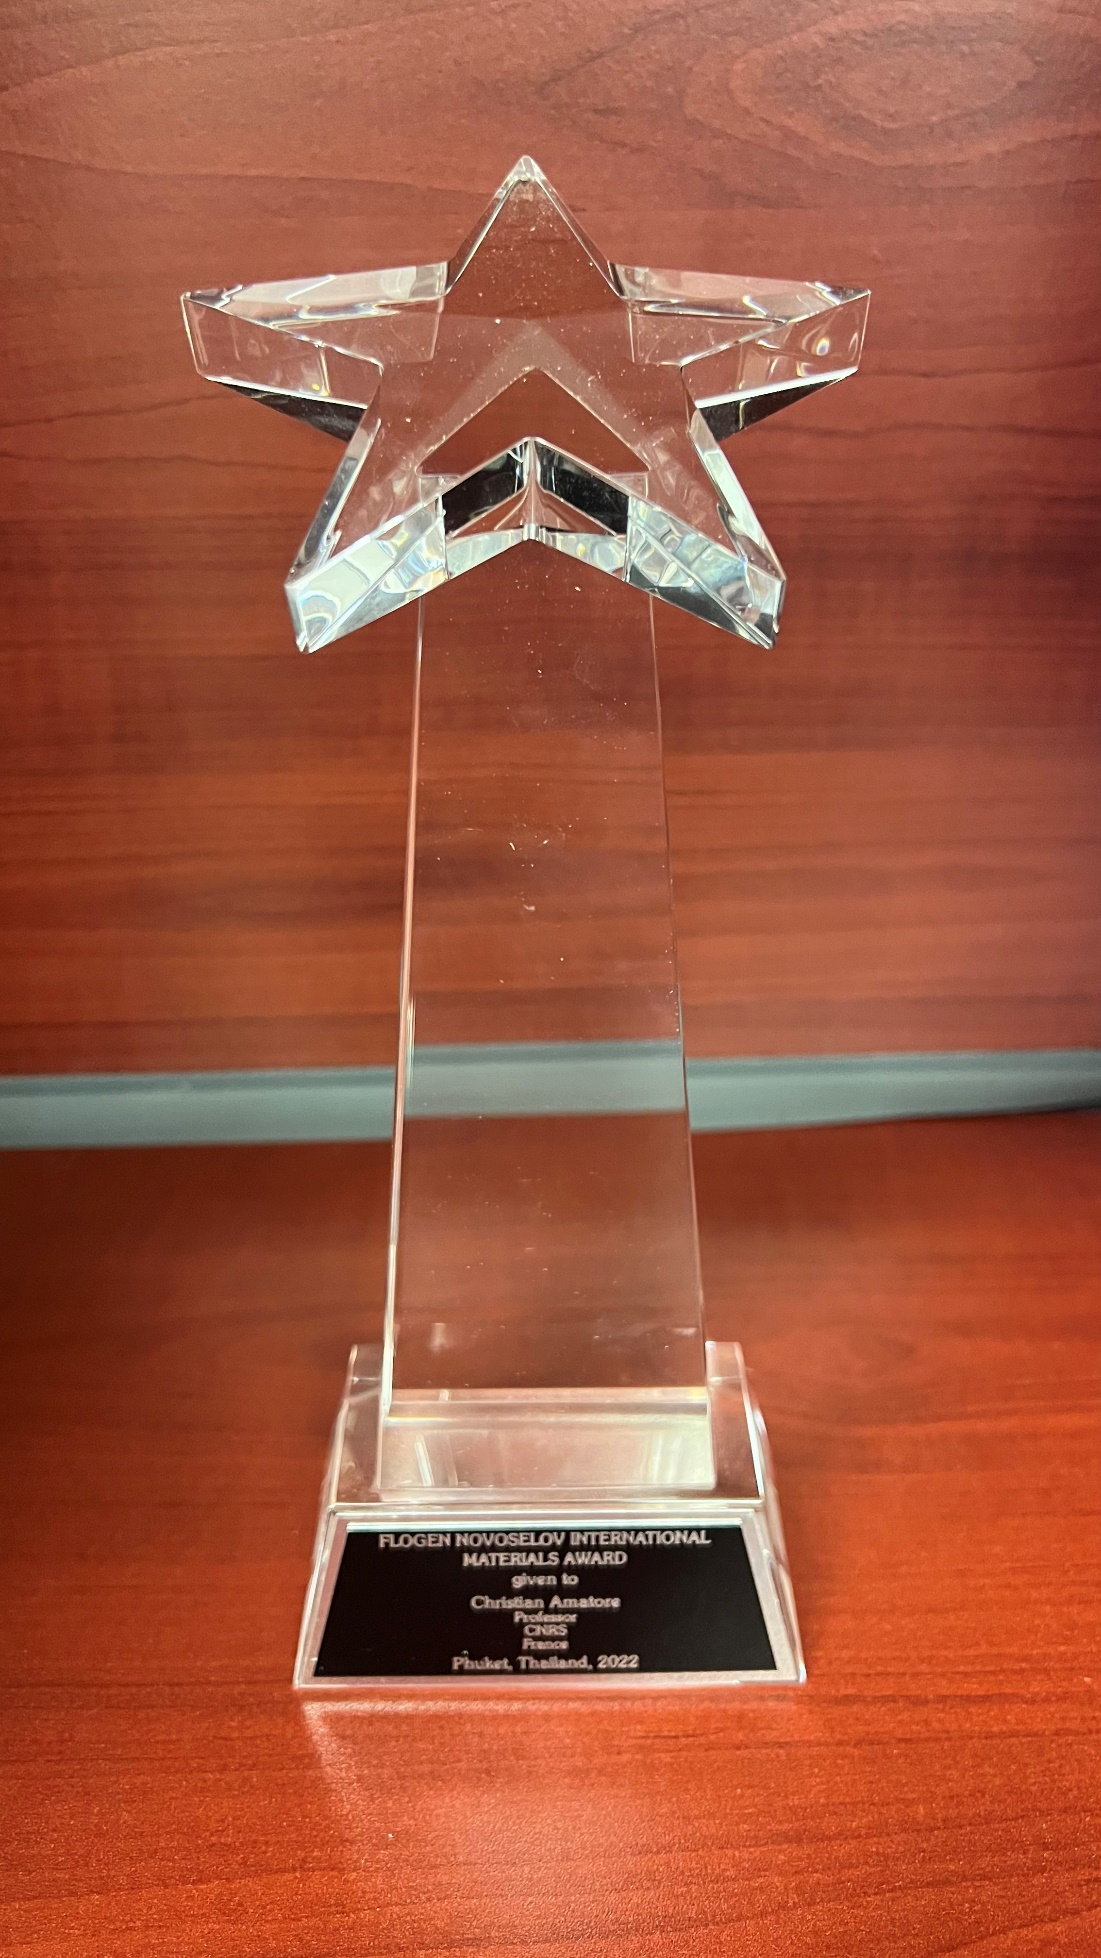 FLOGEN NOVOSELOV INTERNATIONAL
MATERIALS AWARD
given to
Christian Amatore
Professor
CNRS
France
Phuket, Thailand, 2022